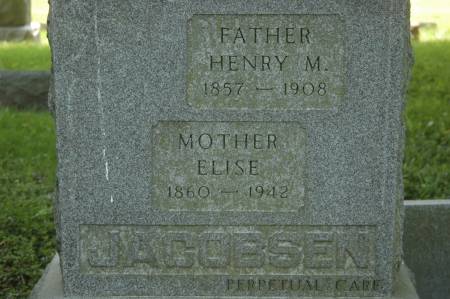 FATHER
HENRY M.
1857 — 1908
MOTHER
ELISE
1860 — 1942
JACOBSEN
PERPETUAL CARE